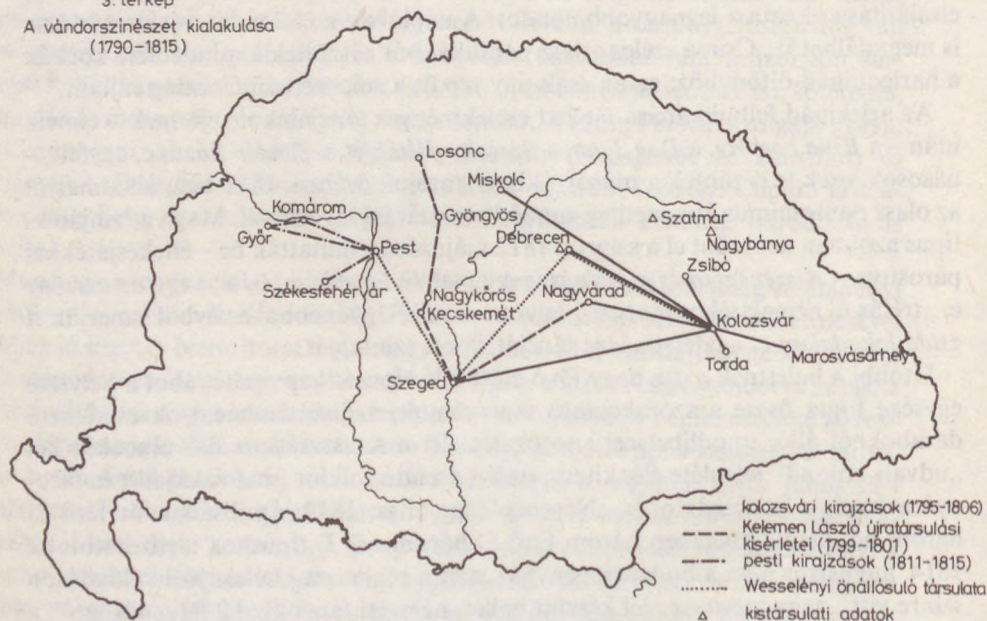 3. térkép
A vándorszínészet kialakulása
(1790-1815)
Losonc
Miskolc
Komárom
Gyöngyös
Szatmár
Győr
Pest
Debrecen
Nagybánya
Zsibó
Székesfehérvár
Nagykőrös
Nagyvárad
Kecskemét
Kolozsvár
Torda
Marosvásárhely
Szeged
kolozsvári kirajzások (1795-1806)
Kelemen László újratársulási
kísérletei (1799-1801)
pesti kirajzások (1811-1815)
Wesselényi önállósuló társulata
kistársulati adatok